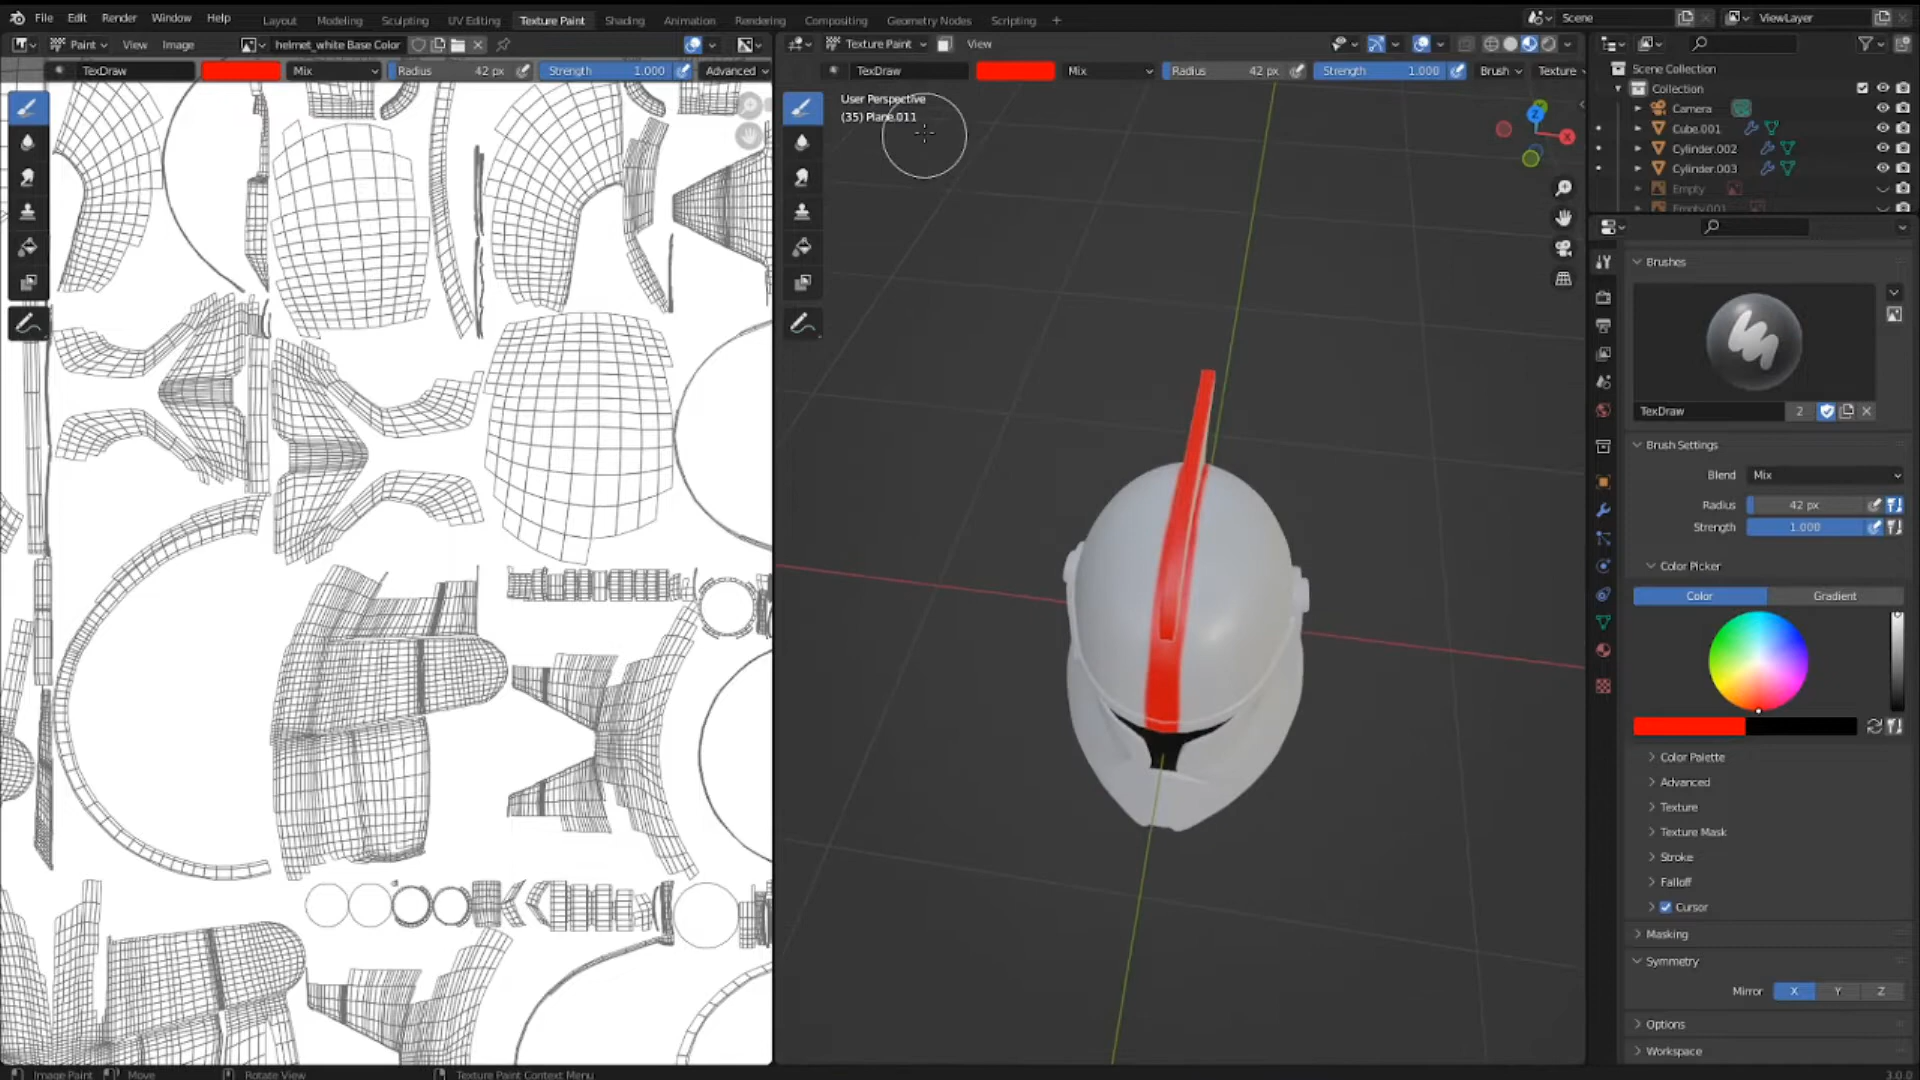 File Edit Render Window Help
Layout Modeling Sculpting UV Editing Texture Paint Shading Animation Rendering Compositing Geometry Nodes Scripting +
Scene
ViewLayer
Paint View Image helmet_white Base Color
Texture Paint View
TexDraw Mix Radius 42 px Strength 1.000 Advanced
TexDraw Mix Radius 42 px Strength 1.000 Brush Texture
User Perspective
(35) Plane.011
Z
X
Scene Collection
Collection
Camera
Cube.001
Cylinder.002
Cylinder.003
Empty
Empty.001
Brushes
TexDraw 2
Brush Settings
Blend Mix
Radius 42 px
Strength 1.000
Color Picker
Color Gradient
Color Palette
Advanced
Texture
Texture Mask
Stroke
Falloff
Cursor
Masking
Symmetry
Mirror X Y Z
Options
Workspace
Image Paint Move Rotate View Texture Paint Context Menu 3.0.0